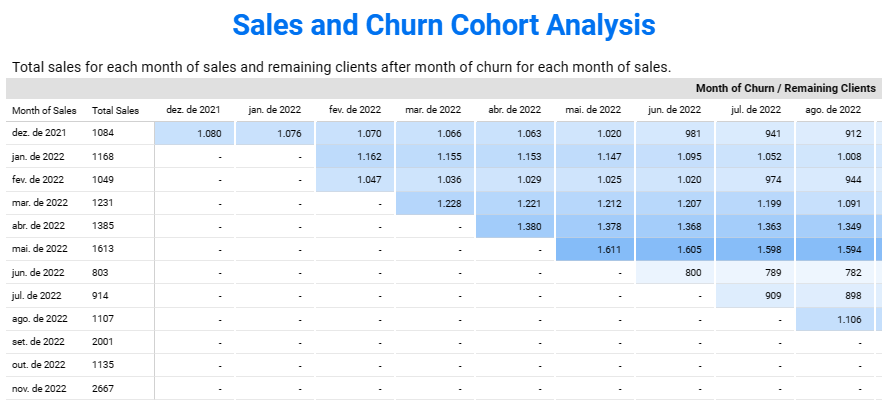 Sales and Churn Cohort Analysis
Total sales for each month of sales and remaining clients after month of churn for each month of sales.
Month of Churn / Remaining Clients
Month of Sales Total Sales dez. de 2021 jan. de 2022 fev. de 2022 mar. de 2022 abr. de 2022 mai. de 2022 jun. de 2022 jul. de 2022 ago. de 2022
dez. de 2021 1084 1.080 1.076 1.070 1.066 1.063 1.020 981 941 912
jan. de 2022 1168 - - 1.162 1.155 1.153 1.147 1.095 1.052 1.008
fev. de 2022 1049 - - 1.047 1.036 1.029 1.025 1.020 974 944
mar. de 2022 1231 - - - 1.228 1.221 1.212 1.207 1.199 1.091
abr. de 2022 1385 - - - - 1.380 1.378 1.368 1.363 1.349
mai. de 2022 1613 - - - - - 1.611 1.605 1.598 1.594
jun. de 2022 803 - - - - - - 800 789 782
jul. de 2022 914 - - - - - - - 909 898
ago. de 2022 1107 - - - - - - - - 1.106
set. de 2022 2001 - - - - - - - - -
out. de 2022 1135 - - - - - - - - -
nov. de 2022 2667 - - - - - - - - -